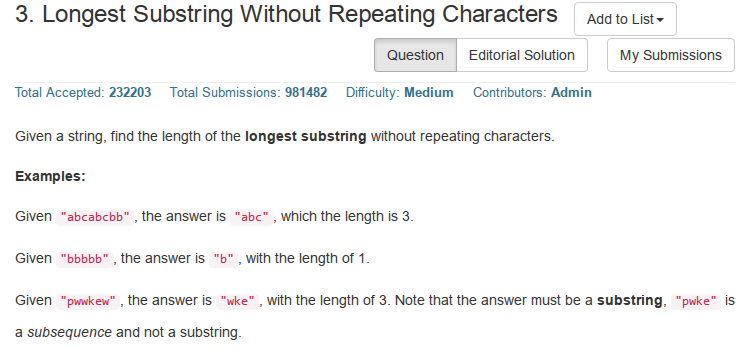 3. Longest Substring Without Repeating Characters Add to List
Question Editorial Solution My Submissions
Total Accepted: 232203 Total Submissions: 981482 Difficulty: Medium Contributors: Admin
Given a string, find the length of the longest substring without repeating characters.
Examples:
Given "abcabcbb" , the answer is "abc" , which the length is 3.
Given "bbbbb" , the answer is "b" , with the length of 1.
Given "pwwkew" , the answer is "wke" , with the length of 3. Note that the answer must be a substring, "pwke" is
a subsequence and not a substring.